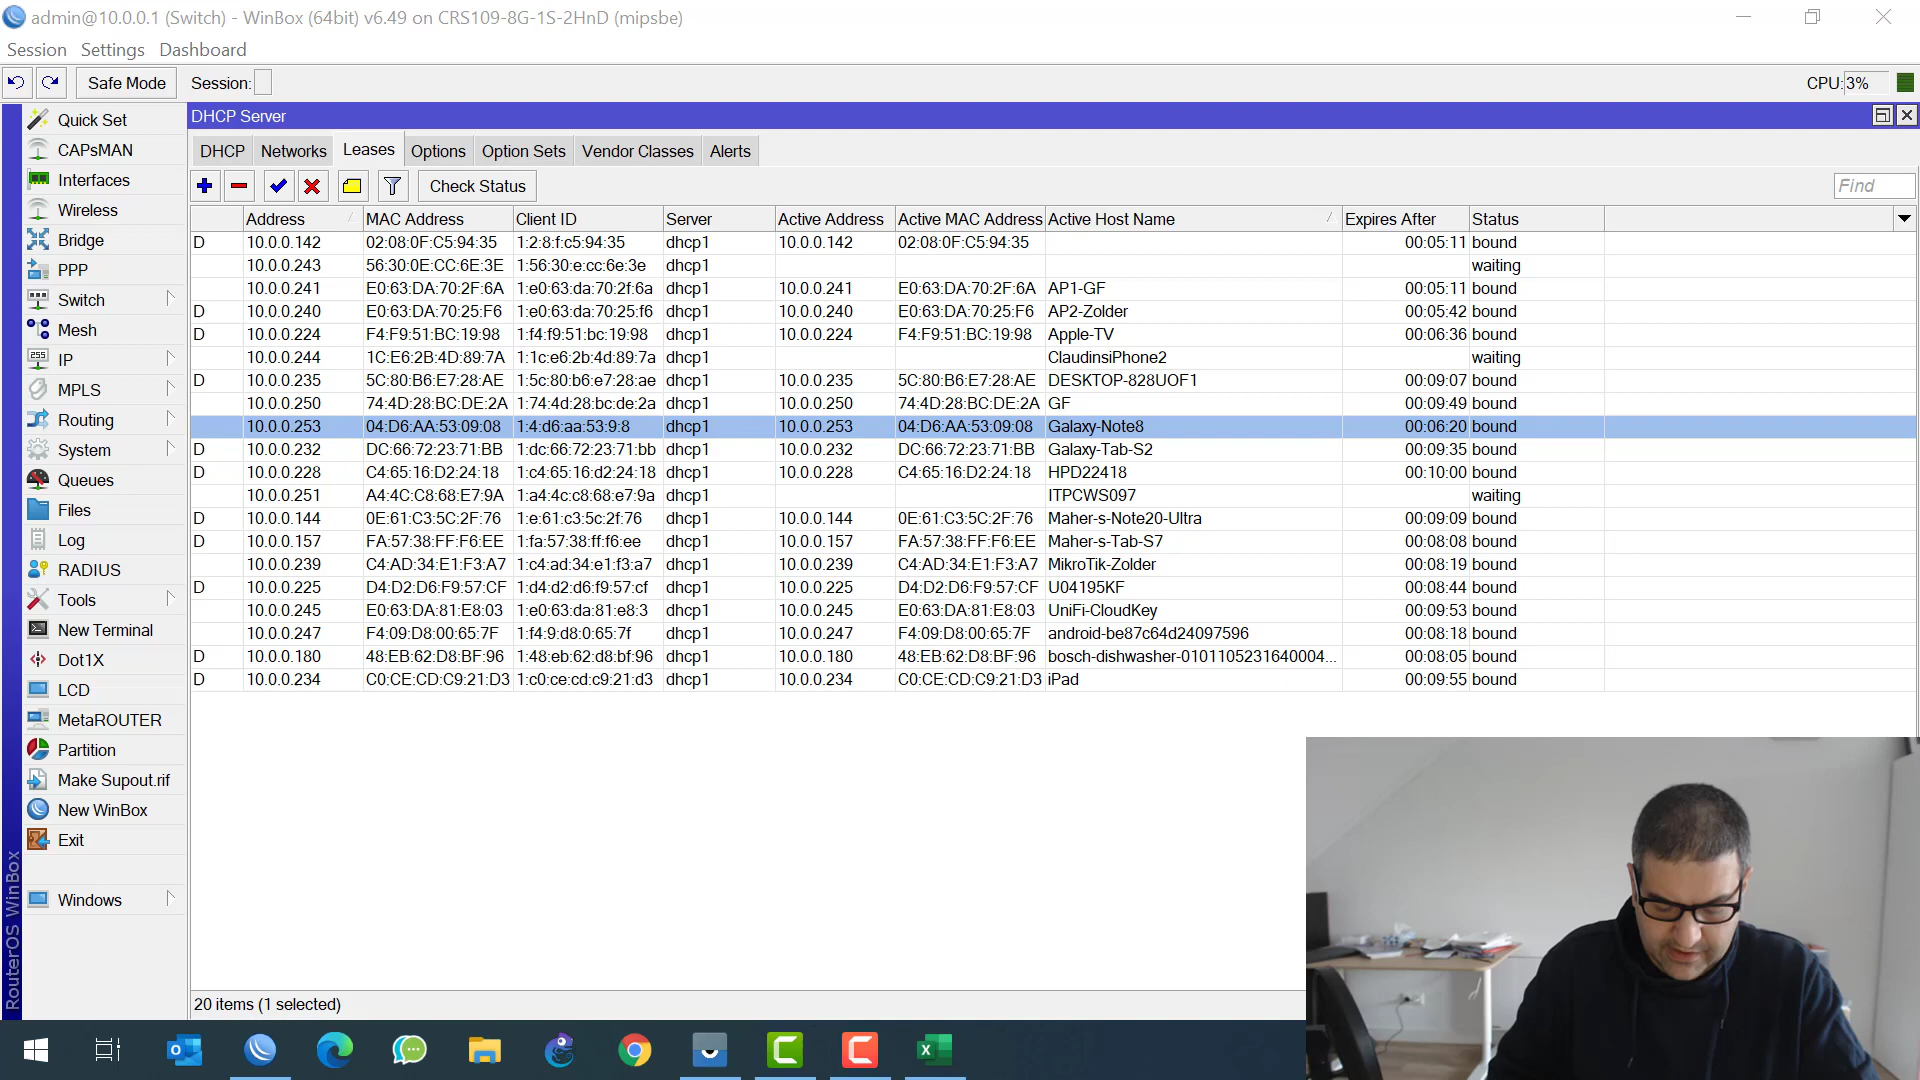 admin@10.0.0.1 (Switch) - WinBox (64bit) v6.49 on CRS109-8G-1S-2HnD (mipsbe)
Session Settings Dashboard
Safe Mode Session: CPU: 3%
Quick Set
CAPsMAN
Interfaces
Wireless
Bridge
PPP
Switch
Mesh
IP
MPLS
Routing
System
Queues
Files
Log
RADIUS
Tools
New Terminal
Dot1X
LCD
MetaROUTER
Partition
Make Supout.rif
New WinBox
Exit
Windows
RouterOS WinBox
DHCP Server
DHCP Networks Leases Options Option Sets Vendor Classes Alerts
Check Status Find
Address MAC Address Client ID Server Active Address Active MAC Address Active Host Name Expires After Status
D 10.0.0.142 02:08:0F:C5:94:35 1:2:8:f:c5:94:35 dhcp1 10.0.0.142 02:08:0F:C5:94:35 00:05:11 bound
10.0.0.243 56:30:0E:CC:6E:3E 1:56:30:e:cc:6e:3e dhcp1 waiting
10.0.0.241 E0:63:DA:70:2F:6A 1:e0:63:da:70:2f:6a dhcp1 10.0.0.241 E0:63:DA:70:2F:6A AP1-GF 00:05:11 bound
D 10.0.0.240 E0:63:DA:70:25:F6 1:e0:63:da:70:25:f6 dhcp1 10.0.0.240 E0:63:DA:70:25:F6 AP2-Zolder 00:05:42 bound
D 10.0.0.224 F4:F9:51:BC:19:98 1:f4:f9:51:bc:19:98 dhcp1 10.0.0.224 F4:F9:51:BC:19:98 Apple-TV 00:06:36 bound
10.0.0.244 1C:E6:2B:4D:89:7A 1:1c:e6:2b:4d:89:7a dhcp1 ClaudinsiPhone2 waiting
D 10.0.0.235 5C:80:B6:E7:28:AE 1:5c:80:b6:e7:28:ae dhcp1 10.0.0.235 5C:80:B6:E7:28:AE DESKTOP-828UOF1 00:09:07 bound
10.0.0.250 74:4D:28:BC:DE:2A 1:74:4d:28:bc:de:2a dhcp1 10.0.0.250 74:4D:28:BC:DE:2A GF 00:09:49 bound
10.0.0.253 04:D6:AA:53:09:08 1:4:d6:aa:53:9:8 dhcp1 10.0.0.253 04:D6:AA:53:09:08 Galaxy-Note8 00:06:20 bound
D 10.0.0.232 DC:66:72:23:71:BB 1:dc:66:72:23:71:bb dhcp1 10.0.0.232 DC:66:72:23:71:BB Galaxy-Tab-S2 00:09:35 bound
D 10.0.0.228 C4:65:16:D2:24:18 1:c4:65:16:d2:24:18 dhcp1 10.0.0.228 C4:65:16:D2:24:18 HPD22418 00:10:00 bound
10.0.0.251 A4:4C:C8:68:E7:9A 1:a4:4c:c8:68:e7:9a dhcp1 ITPCWS097 waiting
D 10.0.0.144 0E:61:C3:5C:2F:76 1:e:61:c3:5c:2f:76 dhcp1 10.0.0.144 0E:61:C3:5C:2F:76 Maher-s-Note20-Ultra 00:09:09 bound
D 10.0.0.157 FA:57:38:FF:F6:EE 1:fa:57:38:ff:f6:ee dhcp1 10.0.0.157 FA:57:38:FF:F6:EE Maher-s-Tab-S7 00:08:08 bound
10.0.0.239 C4:AD:34:E1:F3:A7 1:c4:ad:34:e1:f3:a7 dhcp1 10.0.0.239 C4:AD:34:E1:F3:A7 MikroTik-Zolder 00:08:19 bound
D 10.0.0.225 D4:D2:D6:F9:57:CF 1:d4:d2:d6:f9:57:cf dhcp1 10.0.0.225 D4:D2:D6:F9:57:CF U04195KF 00:08:44 bound
10.0.0.245 E0:63:DA:81:E8:03 1:e0:63:da:81:e8:3 dhcp1 10.0.0.245 E0:63:DA:81:E8:03 UniFi-CloudKey 00:09:53 bound
10.0.0.247 F4:09:D8:00:65:7F 1:f4:9:d8:0:65:7f dhcp1 10.0.0.247 F4:09:D8:00:65:7F android-be87c64d24097596 00:08:18 bound
D 10.0.0.180 48:EB:62:D8:BF:96 1:48:eb:62:d8:bf:96 dhcp1 10.0.0.180 48:EB:62:D8:BF:96 bosch-dishwasher-0101105231640004... 00:08:05 bound
D 10.0.0.234 C0:CE:CD:C9:21:D3 1:c0:ce:cd:c9:21:d3 dhcp1 10.0.0.234 C0:CE:CD:C9:21:D3 iPad 00:09:55 bound
20 items (1 selected)